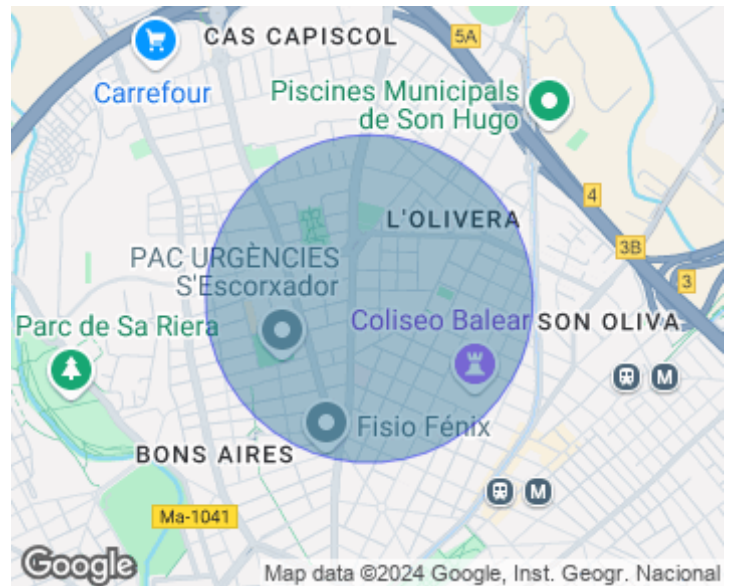 CAS CAPISCOL
5A
Carrefour
Piscines Municipals
de Son Hugo
4
L'OLIVERA
3B
PAC URGÈNCIES
S'Escorxador
3
Parc de Sa Riera
Coliseo Balear
SON OLIVA
M
Fisio Fénix
BONS AIRES
M
Ma-1041
Google
Map data ©2024 Google, Inst. Geogr. Nacional